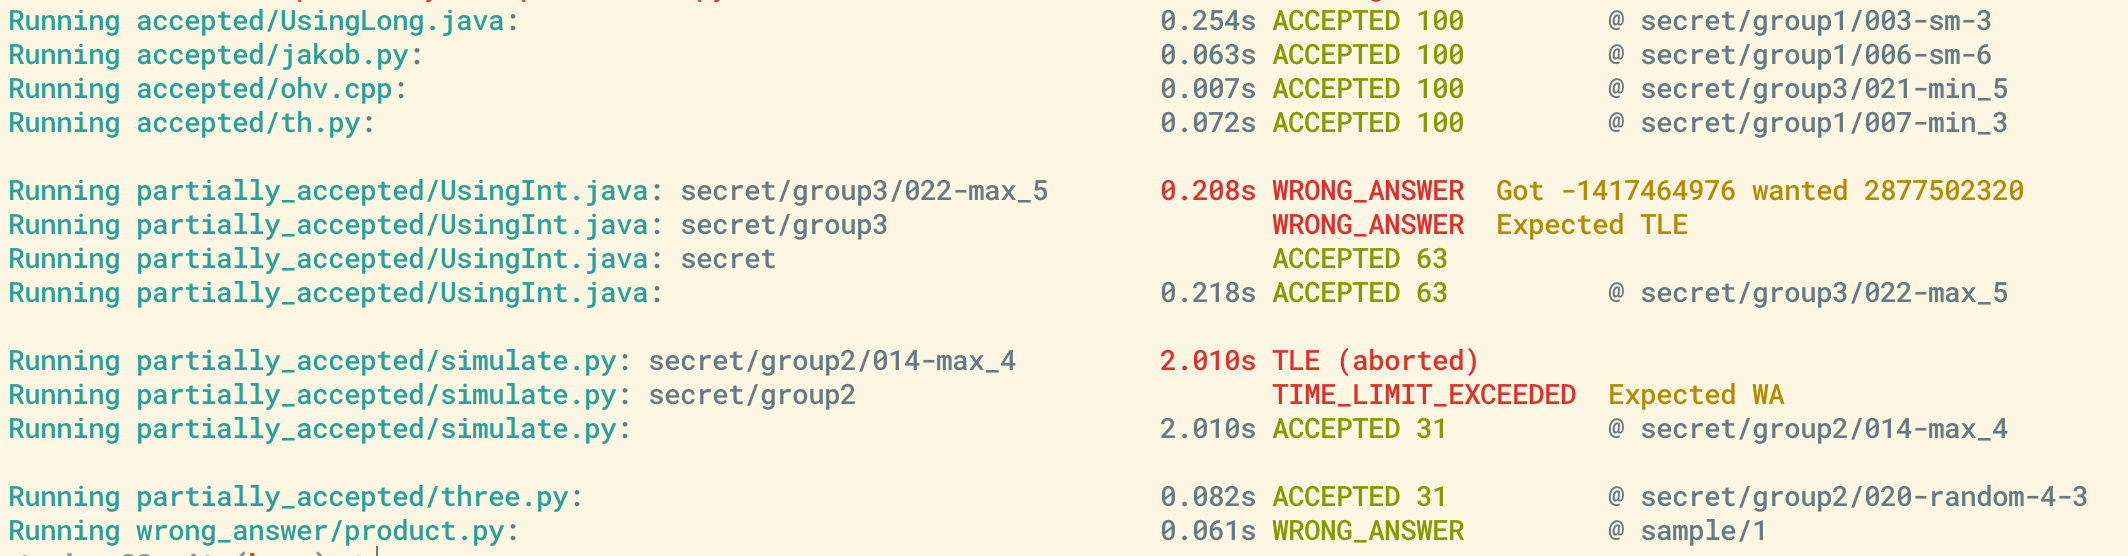 Running accepted/UsingLong.java: 0.254s ACCEPTED 100 @ secret/group1/003-sm-3
Running accepted/jakob.py: 0.063s ACCEPTED 100 @ secret/group1/006-sm-6
Running accepted/ohv.cpp: 0.007s ACCEPTED 100 @ secret/group3/021-min_5
Running accepted/th.py: 0.072s ACCEPTED 100 @ secret/group1/007-min_3
Running partially_accepted/UsingInt.java: secret/group3/022-max_5 0.208s WRONG_ANSWER Got -1417464976 wanted 2877502320
Running partially_accepted/UsingInt.java: secret/group3 WRONG_ANSWER Expected TLE
Running partially_accepted/UsingInt.java: secret ACCEPTED 63
Running partially_accepted/UsingInt.java: 0.218s ACCEPTED 63 @ secret/group3/022-max_5
Running partially_accepted/simulate.py: secret/group2/014-max_4 2.010s TLE (aborted)
Running partially_accepted/simulate.py: secret/group2 TIME_LIMIT_EXCEEDED Expected WA
Running partially_accepted/simulate.py: 2.010s ACCEPTED 31 @ secret/group2/014-max_4
Running partially_accepted/three.py: 0.082s ACCEPTED 31 @ secret/group2/020-random-4-3
Running wrong_answer/product.py: 0.061s WRONG_ANSWER @ sample/1